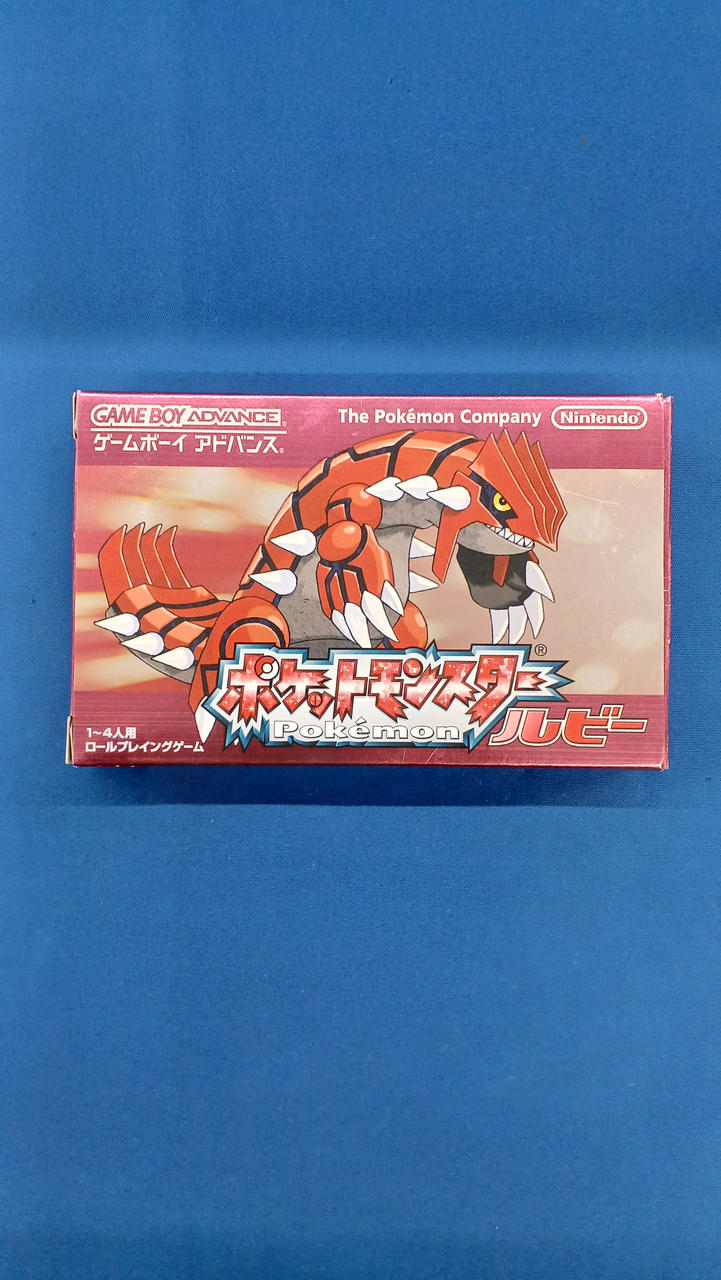 GAME BOY ADVANCE
ゲームボーイ アドバンス®
The Pokémon Company
Nintendo®
ポケットモンスター®
Pokémon
ルビー
1~4人用
ロールプレイングゲーム